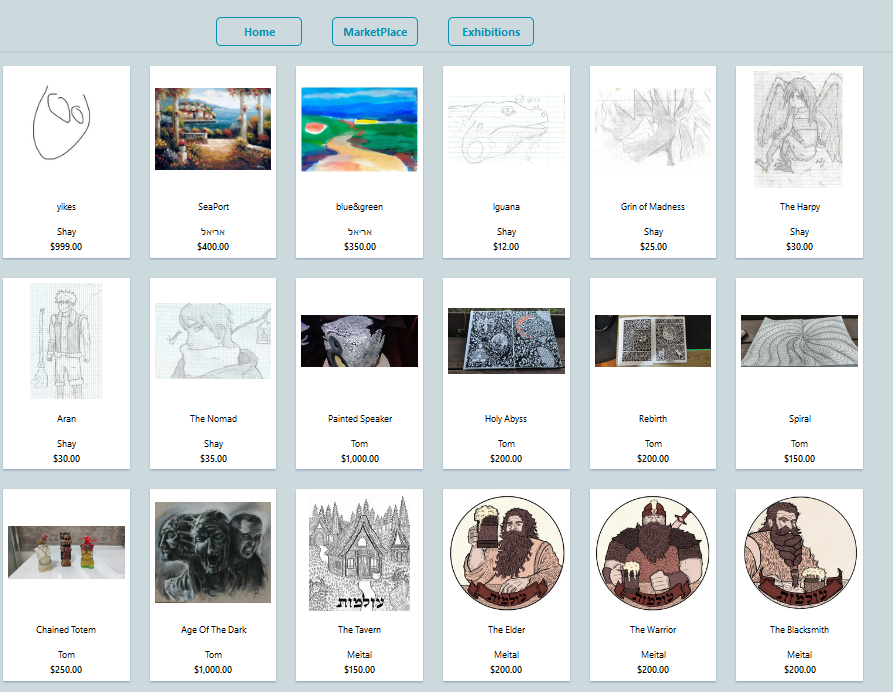 Home
MarketPlace
Exhibitions
yikes
Shay
$999.00
SeaPort
אריאל
$400.00
blue&green
אריאל
$350.00
Iguana
Shay
$12.00
Grin of Madness
Shay
$25.00
The Harpy
Shay
$30.00
Aran
Shay
$30.00
The Nomad
Shay
$35.00
Painted Speaker
Tom
$1,000.00
Holy Abyss
Tom
$200.00
Rebirth
Tom
$200.00
Spiral
Tom
$150.00
Chained Totem
Tom
$250.00
Age Of The Dark
Tom
$1,000.00
עולמות
The Tavern
Meital
$150.00
עולמות
The Elder
Meital
$200.00
עולמות
The Warrior
Meital
$200.00
עולמות
The Blacksmith
Meital
$200.00